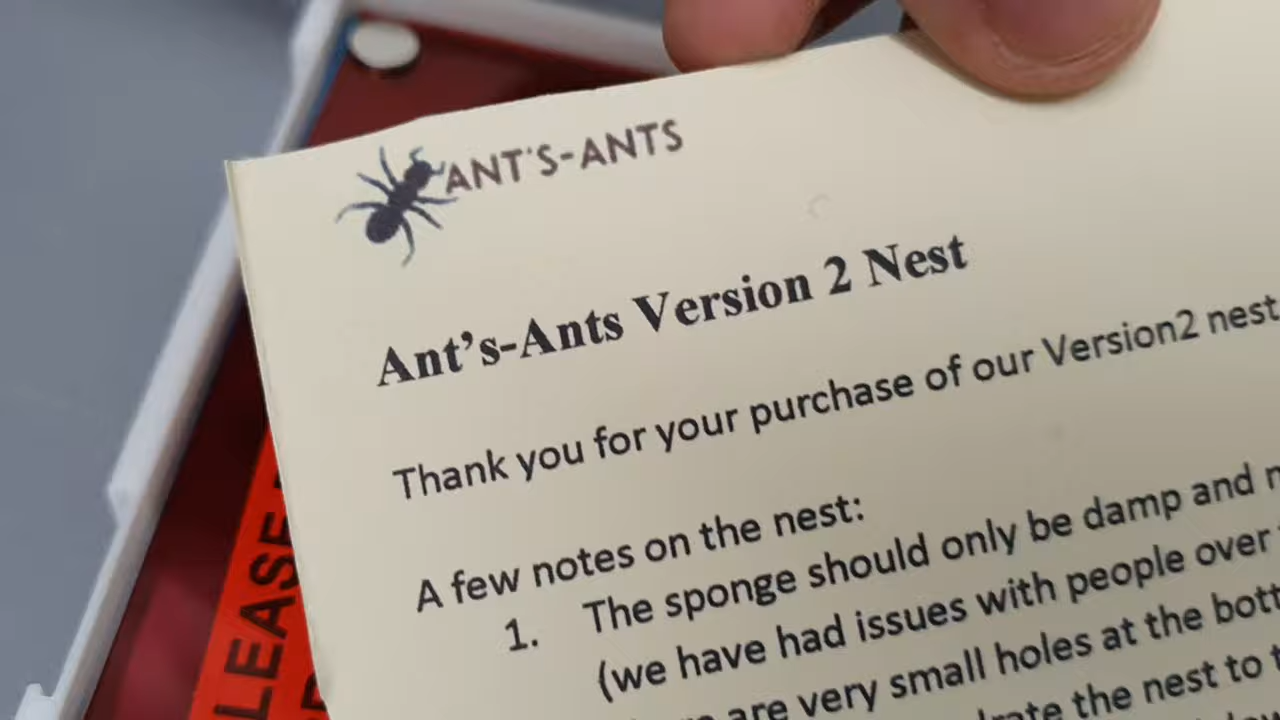 ANT'S-ANTS
Ant's-Ants Version 2 Nest
Thank you for your purchase of our Version2 nest
A few notes on the nest:
1. The sponge should only be damp and
(we have had issues with people over
are very small holes at the
the nest to
LEASE